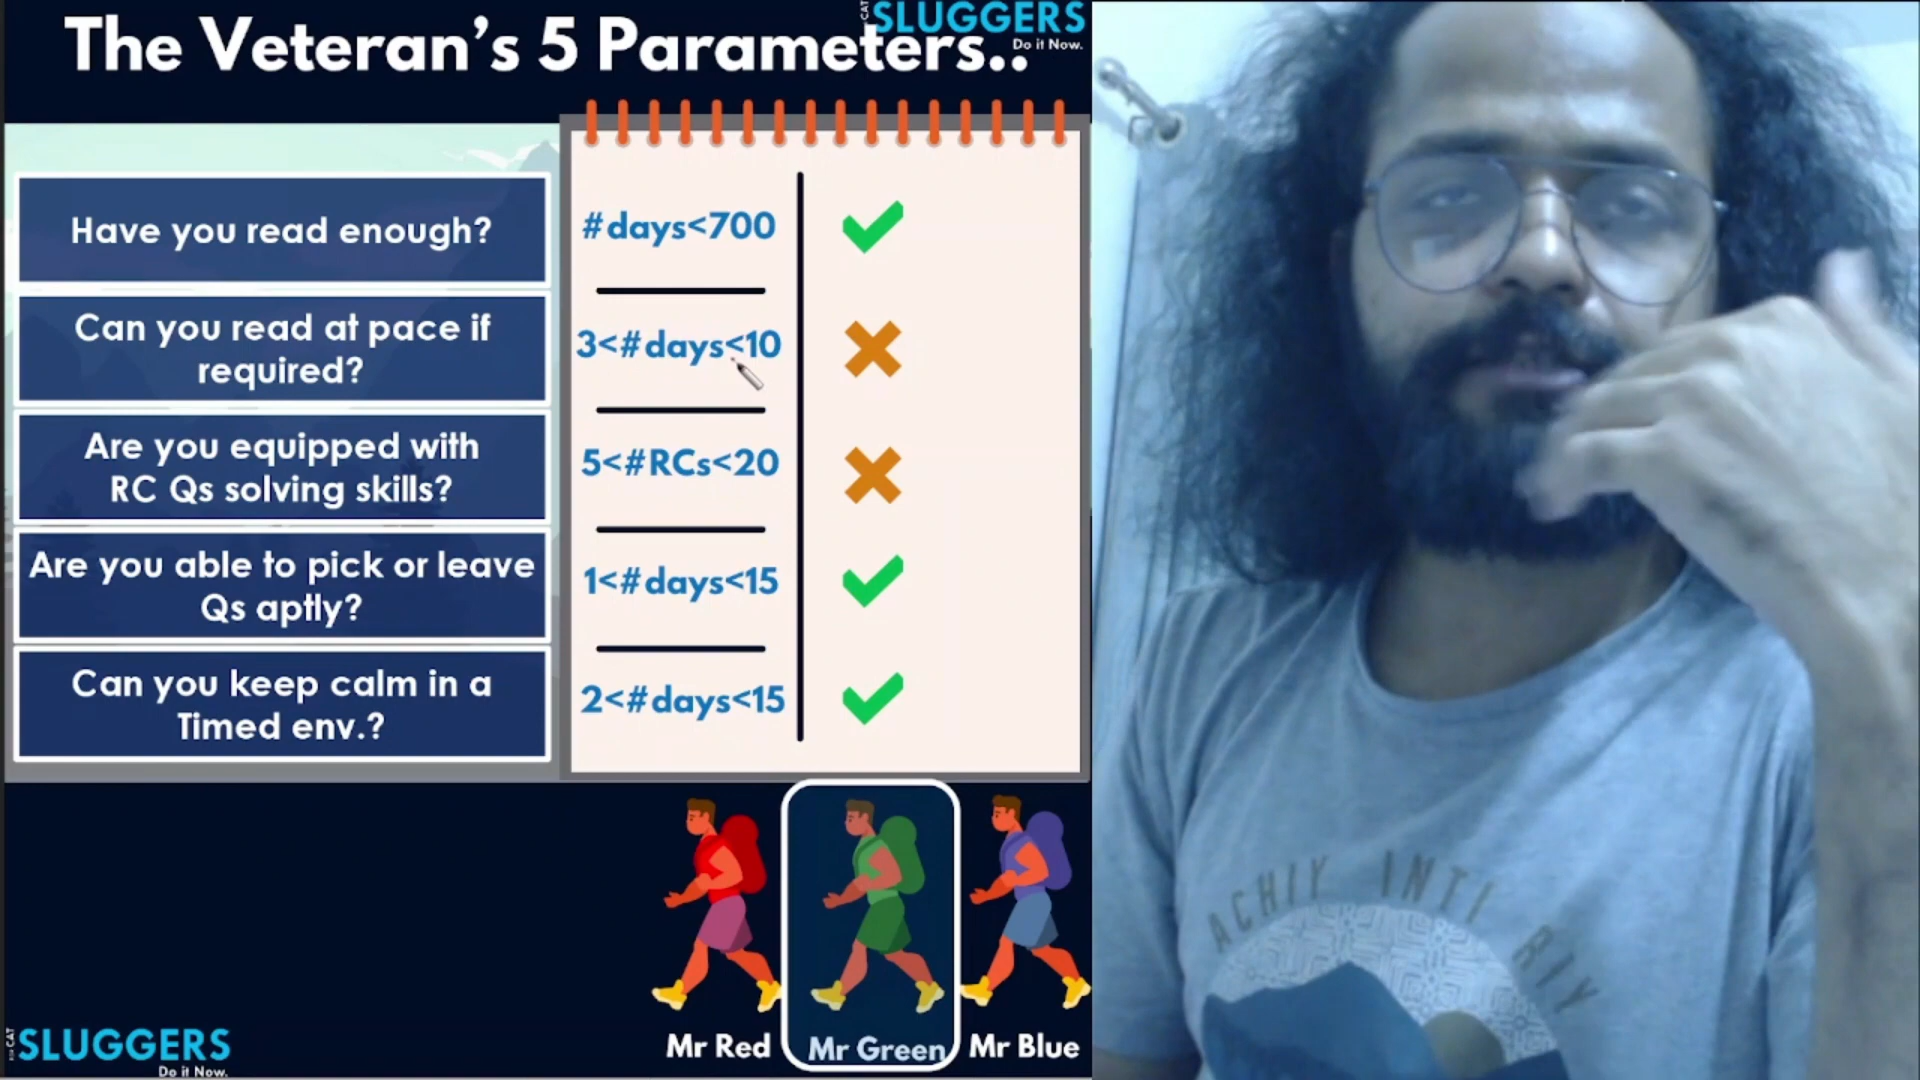 The Veteran's 5 Parameters..
CAT
SLUGGERS
Do it Now.
Have you read enough?
#days<700
Can you read at pace if
required?
3<#days<10
Are you equipped with
RC Qs solving skills?
5<#RCs<20
Are you able to pick or leave
Qs aptly?
1<#days<15
Can you keep calm in a
Timed env.?
2<#days<15
Mr Red
Mr Green
Mr Blue
SLUGGERS
Do it Now.
ACHIY INTI